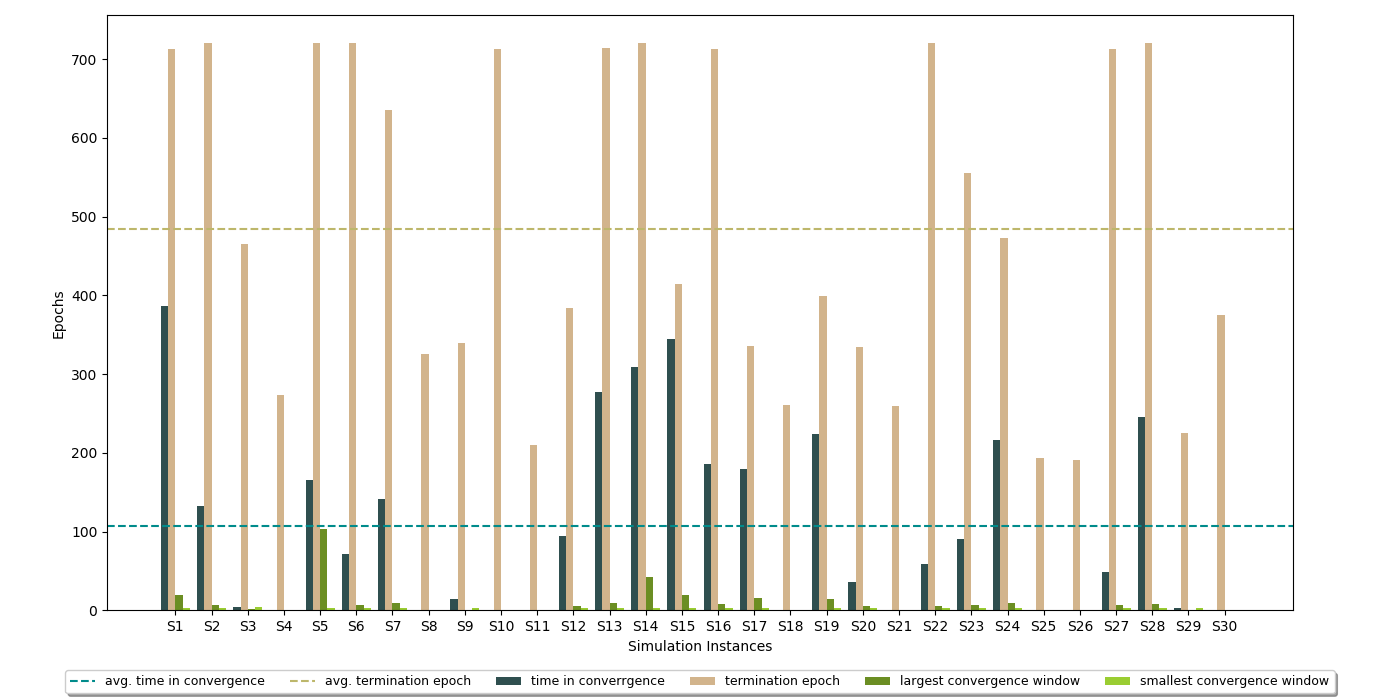 700
600
500
400
300
200
100
0
Epochs
S1 S2 S3 S4 S5 S6 S7 S8 S9 S10 S11 S12 S13 S14 S15 S16 S17 S18 S19 S20 S21 S22 S23 S24 S25 S26 S27 S28 S29 S30
Simulation Instances
avg. time in convergence avg. termination epoch time in converrgence termination epoch largest convergence window smallest convergence window